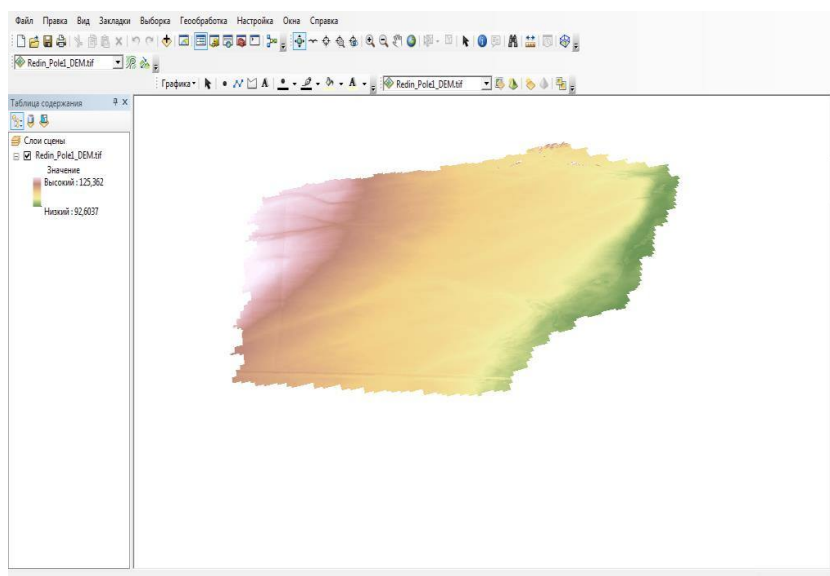 Файл Правка Вид Закладки Выборка Геообработка Настройка Окна Справка
Redin_Pole1_DEM.tif
Графика A A Redin_Pole1_DEM.tif
Таблица содержания
Слои сцены
Redin_Pole1_DEM.tif
Значение
Высокий : 125,362
Низкий : 92,6037